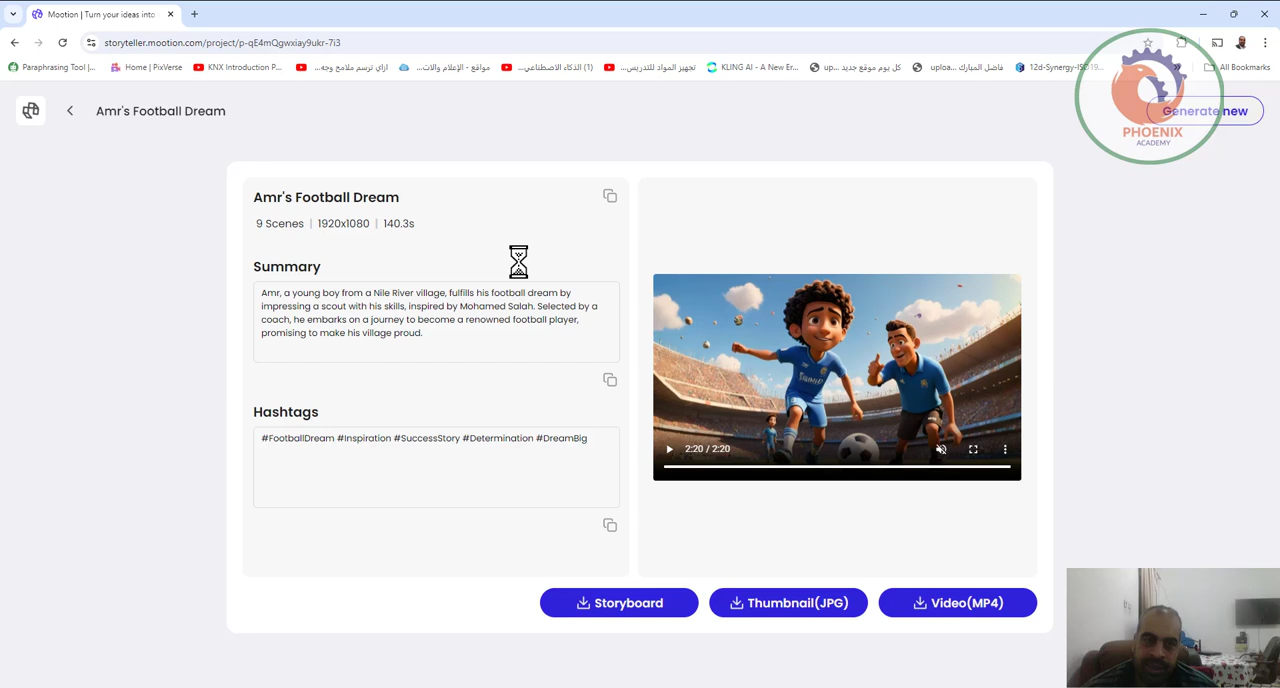 Mootion | Turn your ideas into
storyteller.mootion.com/project/p-qE4mQgwxiay9ukr-7i3
Paraphrasing Tool |...
Home | PixVerse
KNX Introduction P...
ازاي ترسم ملامح وجه...
مواقع - الإعلام والات...
(1) الذكاء الاصطناعي...
تجهيز المواد للتدريس...
KLING AI - A New Er...
كل يوم موقع جديد up...
فاضل المبارك uploa...
12d-Synergy-ISO19...
All Bookmarks
Amr's Football Dream
Generate new
PHOENIX
ACADEMY
Amr's Football Dream
9 Scenes | 1920x1080 | 140.3s
Summary
Amr, a young boy from a Nile River village, fulfills his football dream by
impressing a scout with his skills, inspired by Mohamed Salah. Selected by a
coach, he embarks on a journey to become a renowned football player,
promising to make his village proud.
Hashtags
#FootballDream #Inspiration #SuccessStory #Determination #DreamBig
2:20 / 2:20
Storyboard
Thumbnail(JPG)
Video(MP4)